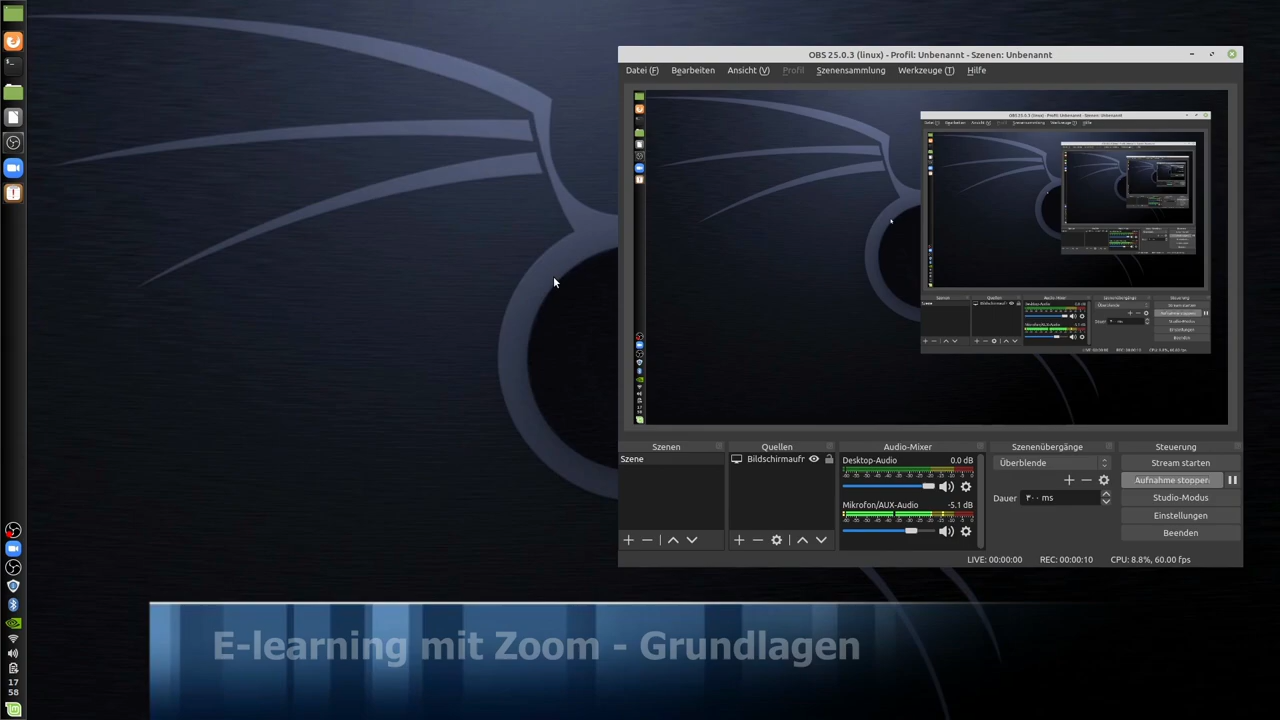 OBS 25.0.3 (linux) - Profil: Unbenannt - Szenen: Unbenannt
Datei (F) Bearbeiten Ansicht (V) Profil Szenensammlung Werkzeuge (T) Hilfe
Szenen Quellen Audio-Mixer Szenenübergänge Steuerung
Szene
Bildschirmaufr
Desktop-Audio 0.0 dB
Mikrofon/AUX-Audio -5.1 dB
Überblende
Dauer ۳۰۰ ms
Stream starten
Aufnahme stoppen
Studio-Modus
Einstellungen
Beenden
LIVE: 00:00:00 REC: 00:00:10 CPU: 8.8%, 60.00 fps
E-learning mit Zoom - Grundlagen
17
58